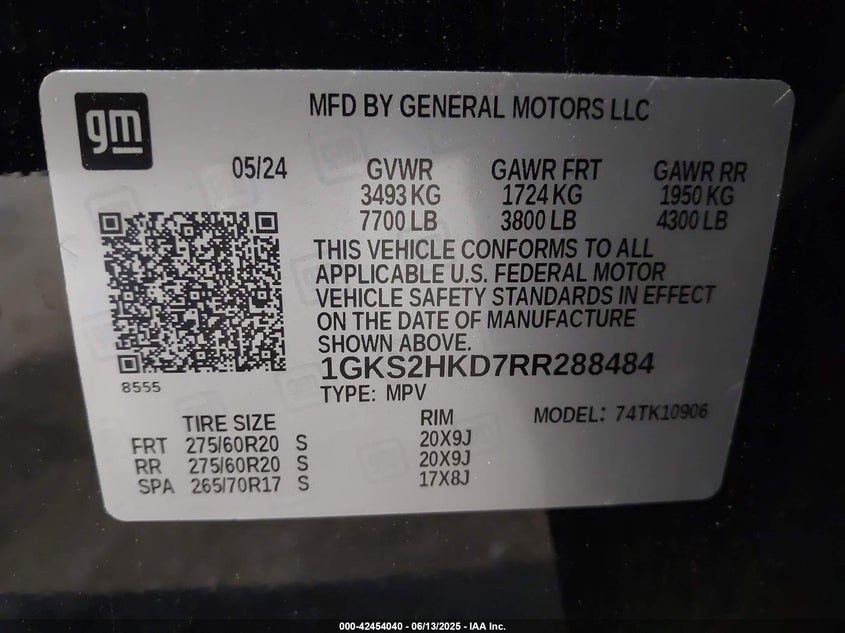 gm
MFD BY GENERAL MOTORS LLC
05/24 GVWR GAWR FRT GAWR RR
3493 KG 1724 KG 1950 KG
7700 LB 3800 LB 4300 LB
THIS VEHICLE CONFORMS TO ALL
APPLICABLE U.S. FEDERAL MOTOR
VEHICLE SAFETY STANDARDS IN EFFECT
ON THE DATE OF MANUFACTURE
SHOWN ABOVE.
1GKS2HKD7RR288484
8555
TYPE: MPV
TIRE SIZE RIM MODEL: 74TK10906
FRT 275/60R20 S 20X9J
RR 275/60R20 S 20X9J
SPA 265/70R17 S 17X8J
000-42454040 - 06/13/2025 - IAA Inc.